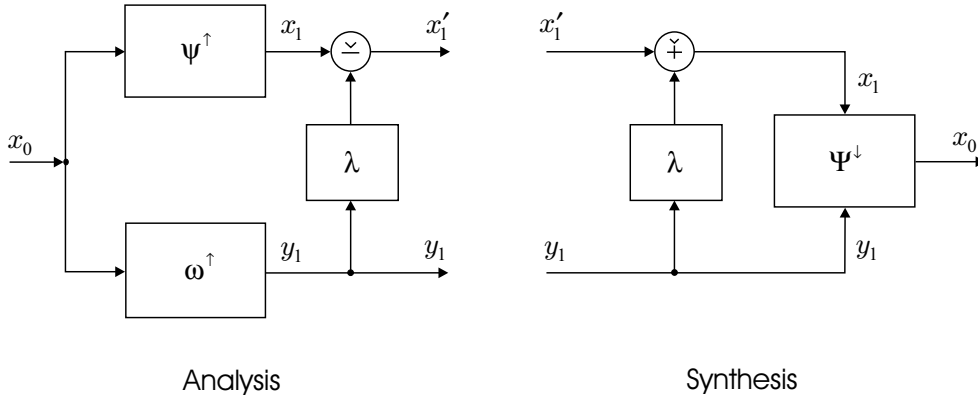 ψ↑ x₁ ⨪̌ x₁′
x₀
λ
ω↑ y₁ y₁
Analysis
x₁′ +̌
x₁
λ Ψ↓ x₀
y₁ y₁
Synthesis